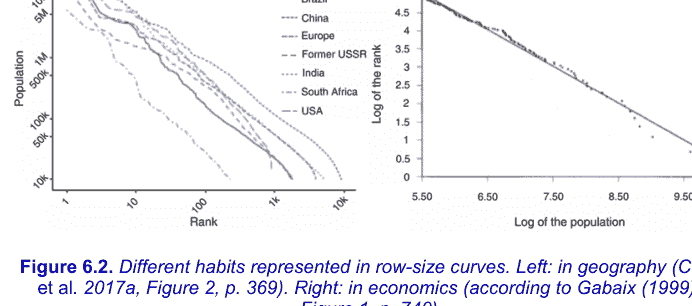 Brazil
China
Europe
Former USSR
India
South Africa
USA
Population
5M
1M
500k
100k
50k
10k
1
10
100
1k
10k
Rank
Log of the rank
4.5
4
3.5
3
2.5
2
1.5
1
0.5
0
5.50
6.50
7.50
8.50
9.50
Log of the population
Figure 6.2. Different habits represented in row-size curves. Left: in geography (C
et al. 2017a, Figure 2, p. 369). Right: in economics (according to Gabaix (1999,
Figure 1, p. 740)